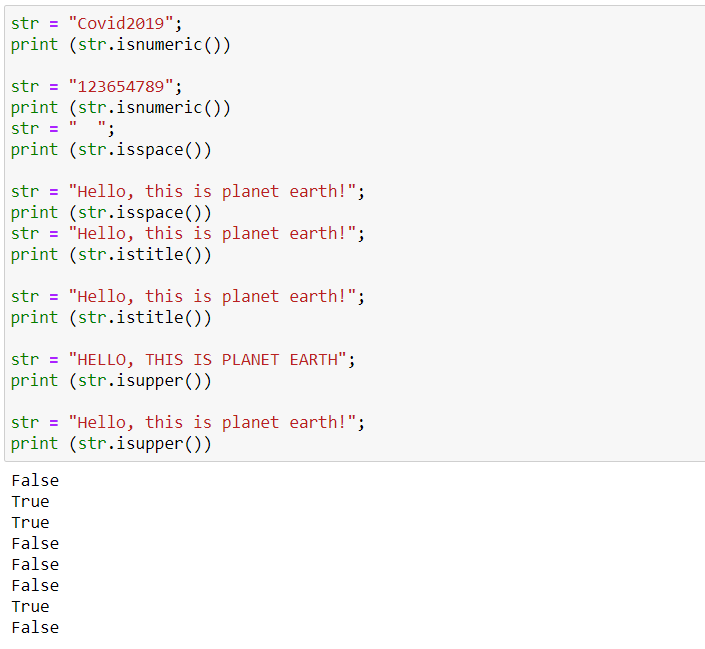 str = "Covid2019";
print (str.isnumeric())
str = "123654789";
print (str.isnumeric())
str = "  ";
print (str.isspace())
str = "Hello, this is planet earth!";
print (str.isspace())
str = "Hello, this is planet earth!";
print (str.istitle())
str = "Hello, this is planet earth!";
print (str.istitle())
str = "HELLO, THIS IS PLANET EARTH";
print (str.isupper())
str = "Hello, this is planet earth!";
print (str.isupper())
False
True
True
False
False
False
True
False